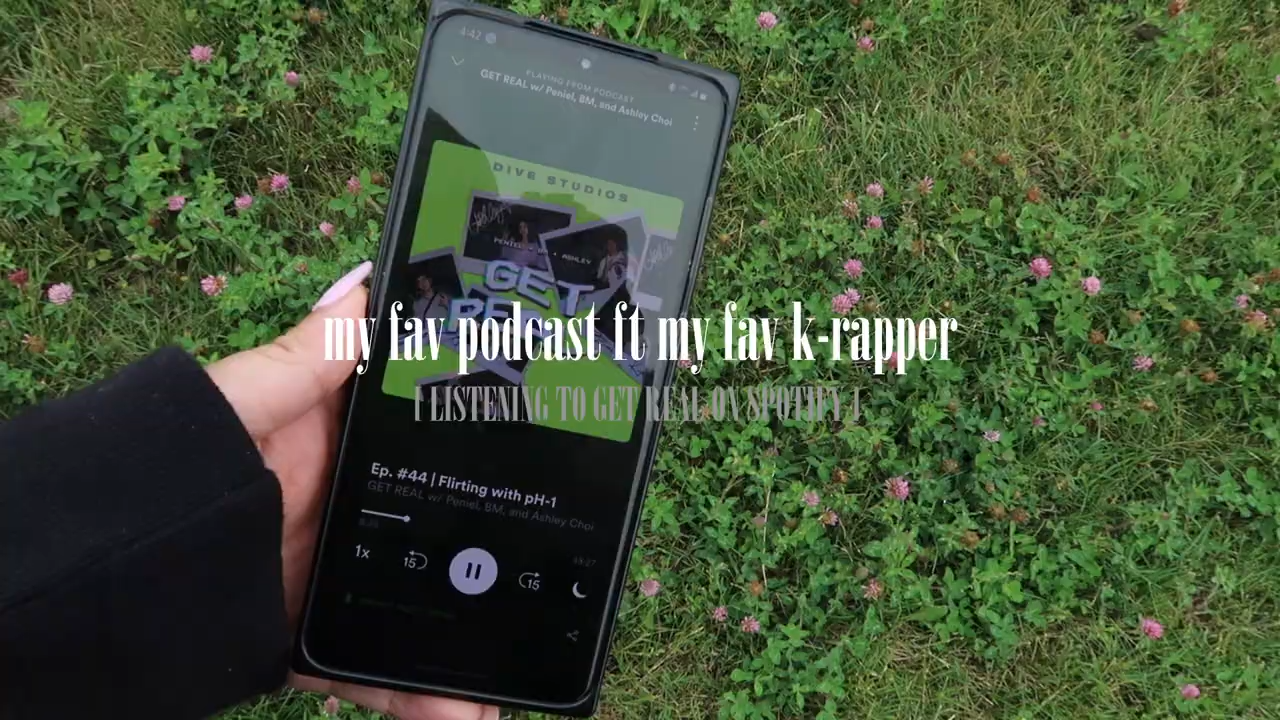 4:42
PLAYING FROM PODCAST
GET REAL w/ Peniel, BM, and Ashley Choi
DIVE STUDIOS
ASHLEY
GET
my fav podcast ft my fav k-rapper
[ LISTENING TO GET REAL ON SPOTIFY ]
Ep. #44 | Flirting with pH-1
GET REAL w/ Peniel, BM, and Ashley Choi
1x
15
15